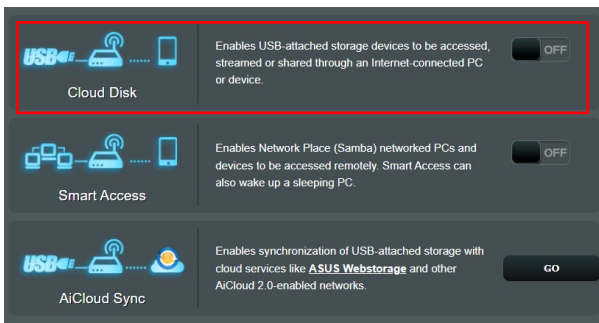 USB
Cloud Disk
Enables USB-attached storage devices to be accessed,
streamed or shared through an Internet-connected PC
or device.
OFF
Smart Access
Enables Network Place (Samba) networked PCs and
devices to be accessed remotely. Smart Access can
also wake up a sleeping PC.
OFF
USB
AiCloud Sync
Enables synchronization of USB-attached storage with
cloud services like ASUS Webstorage and other
AiCloud 2.0-enabled networks.
GO